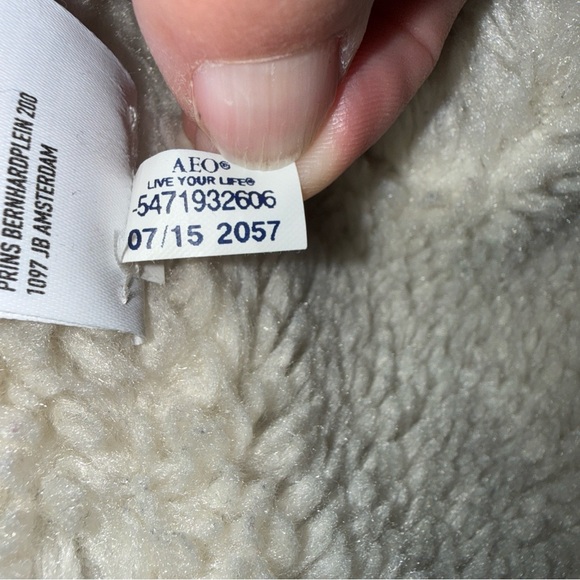 PRINS BERNHARDPLEIN 200
1097 JB AMSTERDAM
AEO®
LIVE YOUR LIFE®
-5471932606
07/15 2057